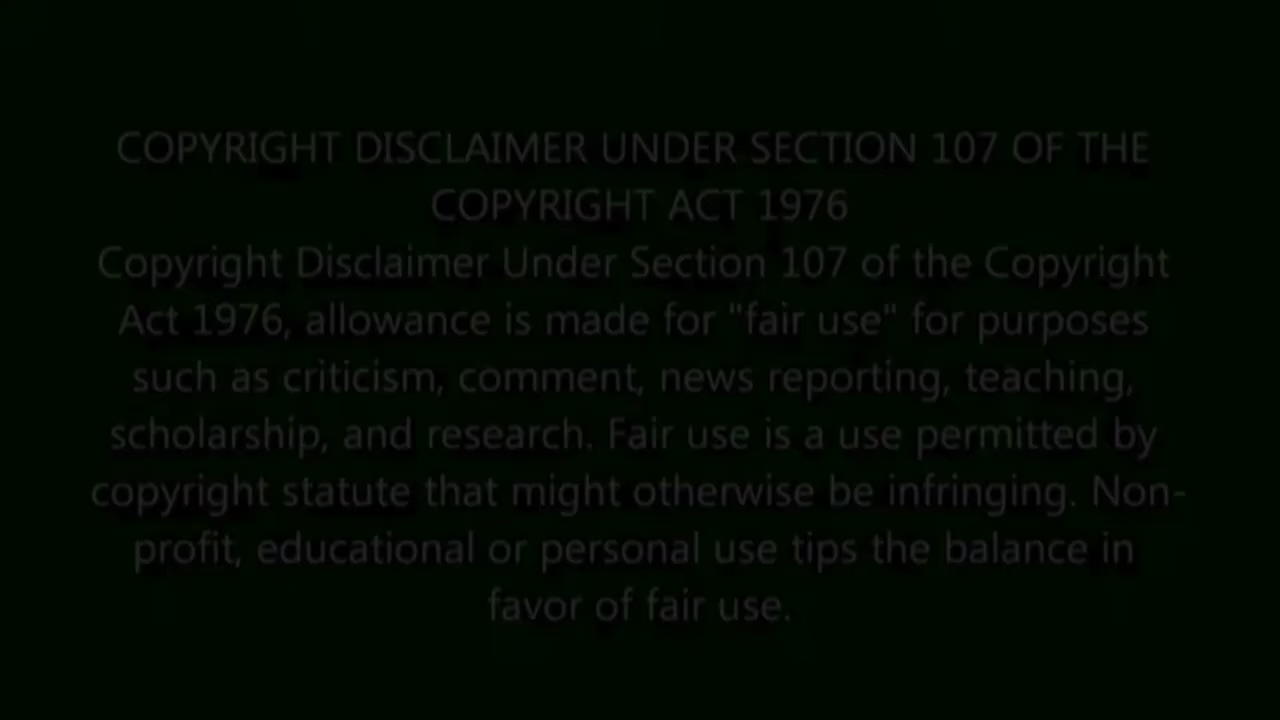 COPYRIGHT DISCLAIMER UNDER SECTION 107 OF THE
COPYRIGHT ACT 1976
Copyright Disclaimer Under Section 107 of the Copyright
Act 1976, allowance is made for "fair use" for purposes
such as criticism, comment, news reporting, teaching,
scholarship, and research. Fair use is a use permitted by
copyright statute that might otherwise be infringing. Non-
profit, educational or personal use tips the balance in
favor of fair use.